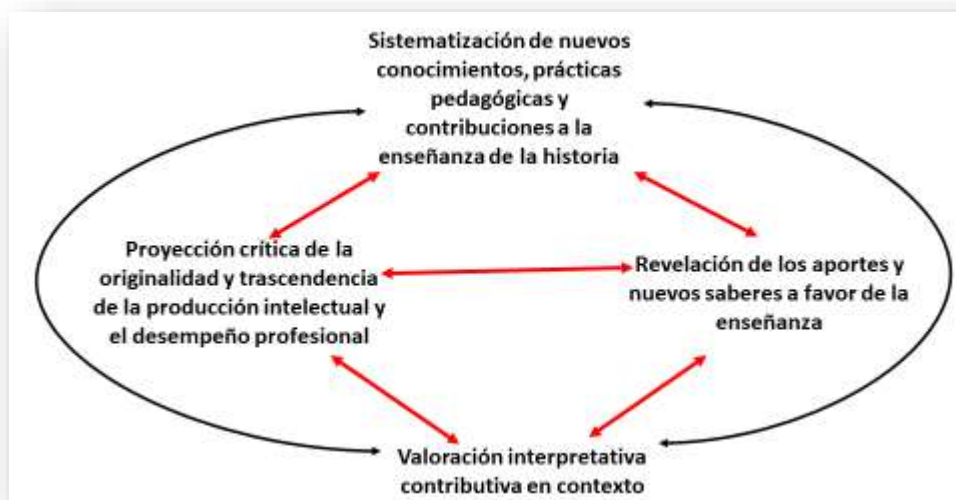 Sistematización de nuevos
conocimientos, prácticas
pedagógicas y
contribuciones a la
enseñanza de la historia
Proyección crítica de la
originalidad y trascendencia
de la producción intelectual y
el desempeño profesional
Revelación de los aportes y
nuevos saberes a favor de la
enseñanza
Valoración interpretativa
contributiva en contexto